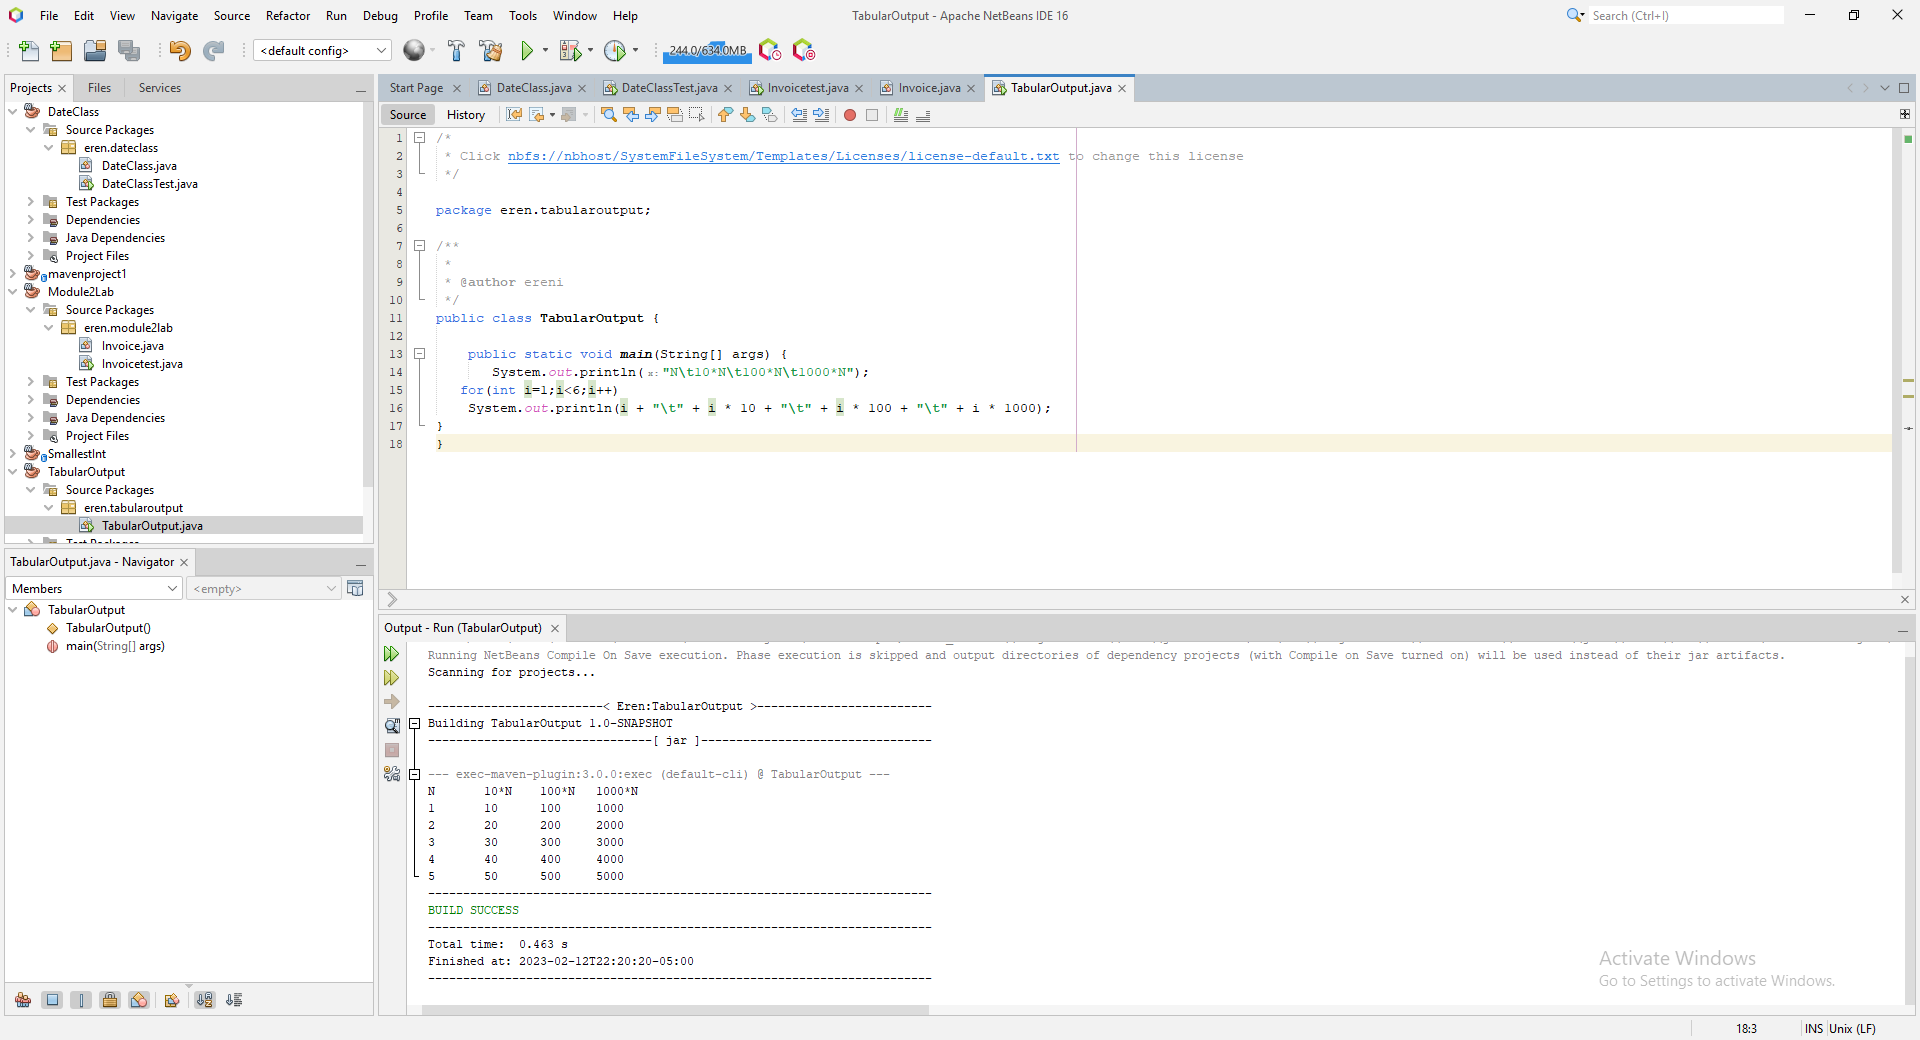 File Edit View Navigate Source Refactor Run Debug Profile Team Tools Window Help
TabularOutput - Apache NetBeans IDE 16
Search (Ctrl+I)
<default config>
244.0/634.0MB
Projects Files Services
DateClass
Source Packages
eren.dateclass
DateClass.java
DateClassTest.java
Test Packages
Dependencies
Java Dependencies
Project Files
mavenproject1
Module2Lab
Source Packages
eren.module2lab
Invoice.java
Invoicetest.java
Test Packages
Dependencies
Java Dependencies
Project Files
SmallestInt
TabularOutput
Source Packages
eren.tabularoutput
TabularOutput.java
Test Packages
TabularOutput.java - Navigator
Members
<empty>
TabularOutput
TabularOutput()
main(String[] args)
Start Page DateClass.java DateClassTest.java Invoicetest.java Invoice.java TabularOutput.java
Source History
1 /*
2 * Click nbfs://nbhost/SystemFileSystem/Templates/Licenses/license-default.txt to change this license
3 */
4
5 package eren.tabularoutput;
6
7 /**
8 *
9 * @author ereni
10 */
11 public class TabularOutput {
12
13 public static void main(String[] args) {
14 System.out.println( x: "N\t10*N\t100*N\t1000*N");
15 for(int i=1;i<6;i++)
16 System.out.println(i + "\t" + i * 10 + "\t" + i * 100 + "\t" + i * 1000);
17 }
18 }
Output - Run (TabularOutput)
Running NetBeans Compile On Save execution. Phase execution is skipped and output directories of dependency projects (with Compile on Save turned on) will be used instead of their jar artifacts.
Scanning for projects...
-------------------------< Eren:TabularOutput >-------------------------
Building TabularOutput 1.0-SNAPSHOT
--------------------------------[ jar ]---------------------------------
--- exec-maven-plugin:3.0.0:exec (default-cli) @ TabularOutput ---
N 10*N 100*N 1000*N
1 10 100 1000
2 20 200 2000
3 30 300 3000
4 40 400 4000
5 50 500 5000
------------------------------------------------------------------------
BUILD SUCCESS
------------------------------------------------------------------------
Total time: 0.463 s
Finished at: 2023-02-12T22:20:20-05:00
------------------------------------------------------------------------
Activate Windows
Go to Settings to activate Windows.
18:3 INS Unix (LF)